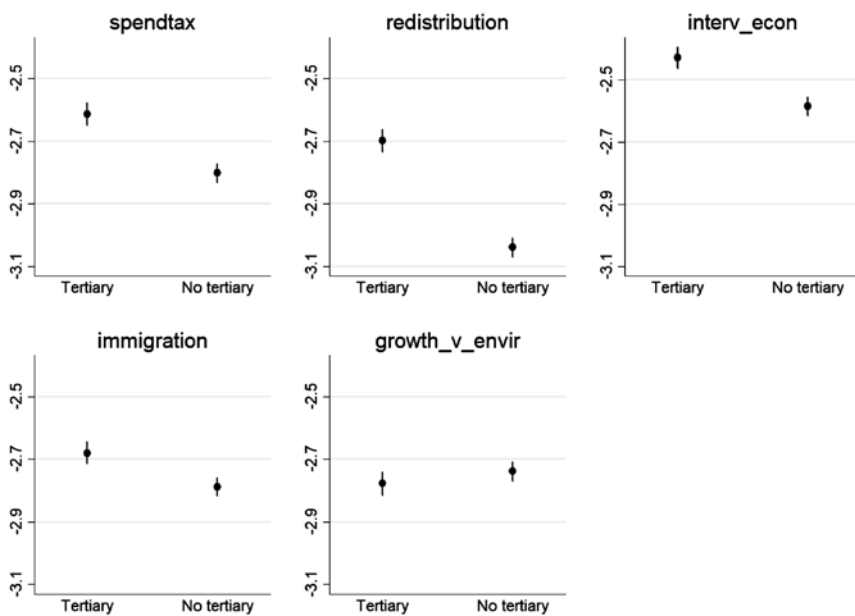 spendtax
-2.5
-2.7
-2.9
-3.1
Tertiary No tertiary
redistribution
-2.5
-2.7
-2.9
-3.1
Tertiary No tertiary
interv_econ
-2.5
-2.7
-2.9
-3.1
Tertiary No tertiary
immigration
-2.5
-2.7
-2.9
-3.1
Tertiary No tertiary
growth_v_envir
-2.5
-2.7
-2.9
-3.1
Tertiary No tertiary